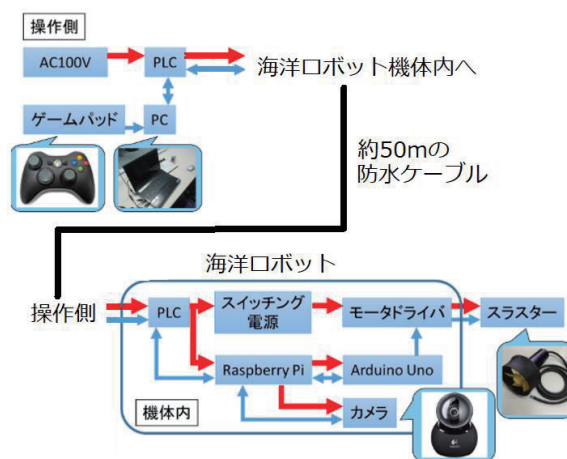 操作側
AC100V
PLC
海洋ロボット機体内へ
ゲームパッド
PC
約50mの
防水ケーブル
海洋ロボット
操作側
PLC
スイッチング
電源
モータドライバ
スラスター
Raspberry Pi
Arduino Uno
機体内
カメラ